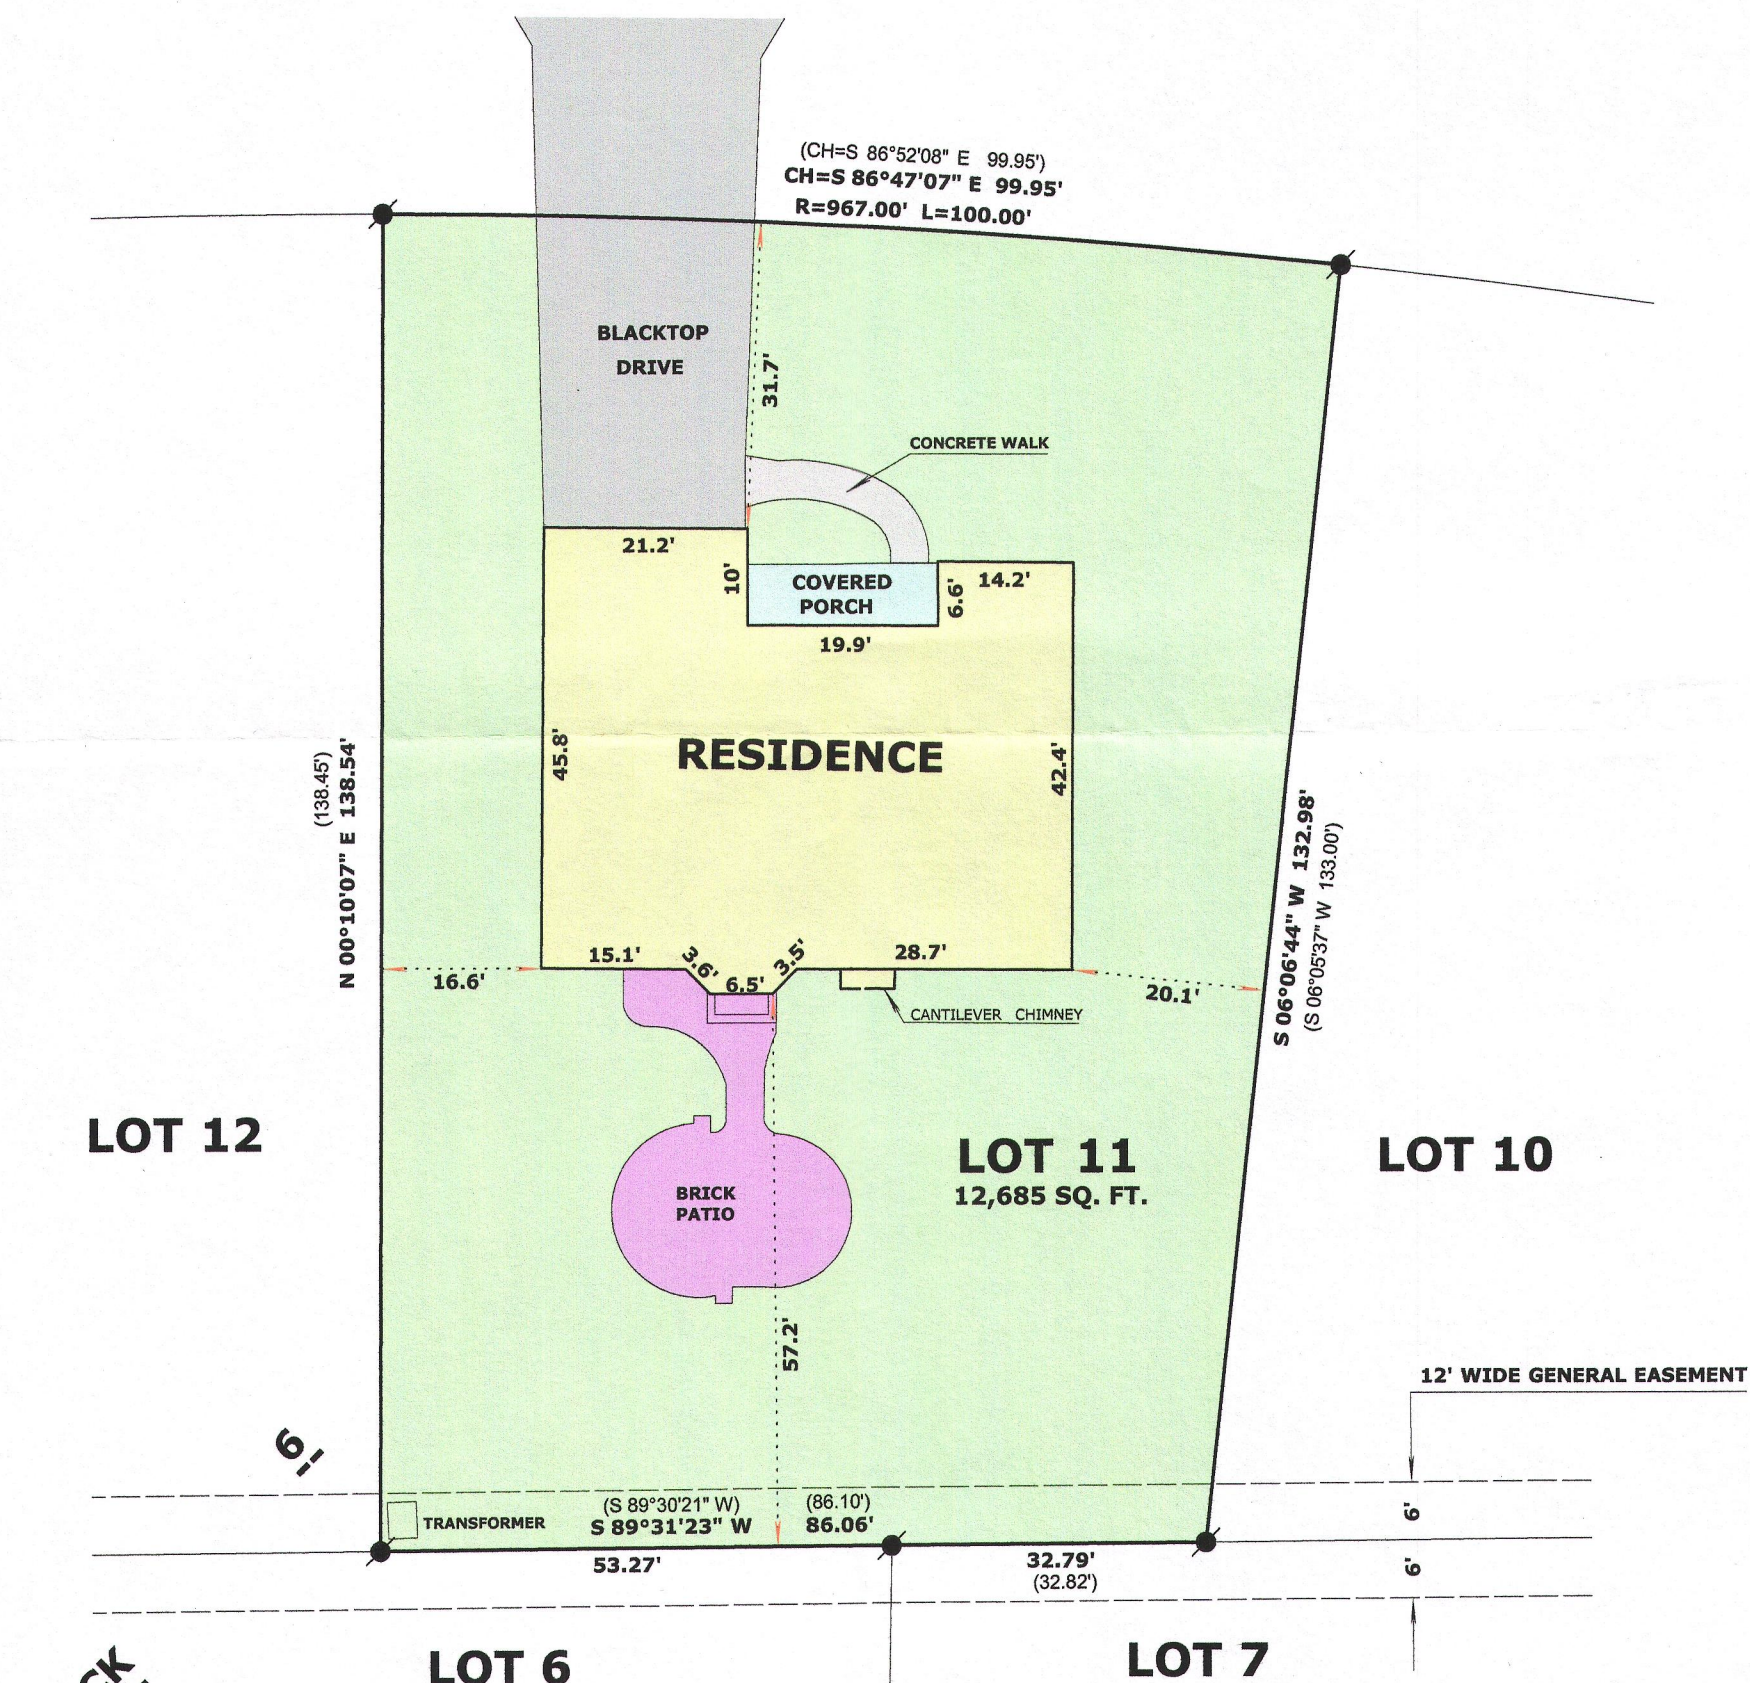 (CH=S 86°52'08" E 99.95')
CH=S 86°47'07" E 99.95'
R=967.00' L=100.00'
BLACKTOP
DRIVE
31.7'
CONCRETE WALK
21.2'
10'
COVERED
PORCH
6.6'
14.2'
19.9'
RESIDENCE
45.8'
42.4'
(138.45')
N 00°10'07" E 138.54'
S 06°06'44" W 132.98'
(S 06°05'37" W 133.00')
15.1'
3.6'
6.5'
3.5'
28.7'
16.6'
20.1'
CANTILEVER CHIMNEY
LOT 12
LOT 11
12,685 SQ. FT.
LOT 10
BRICK
PATIO
57.2'
12' WIDE GENERAL EASEMENT
TRANSFORMER
(S 89°30'21" W) (86.10')
S 89°31'23" W 86.06'
53.27'
32.79'
(32.82')
6'
6'
LOT 6
LOT 7